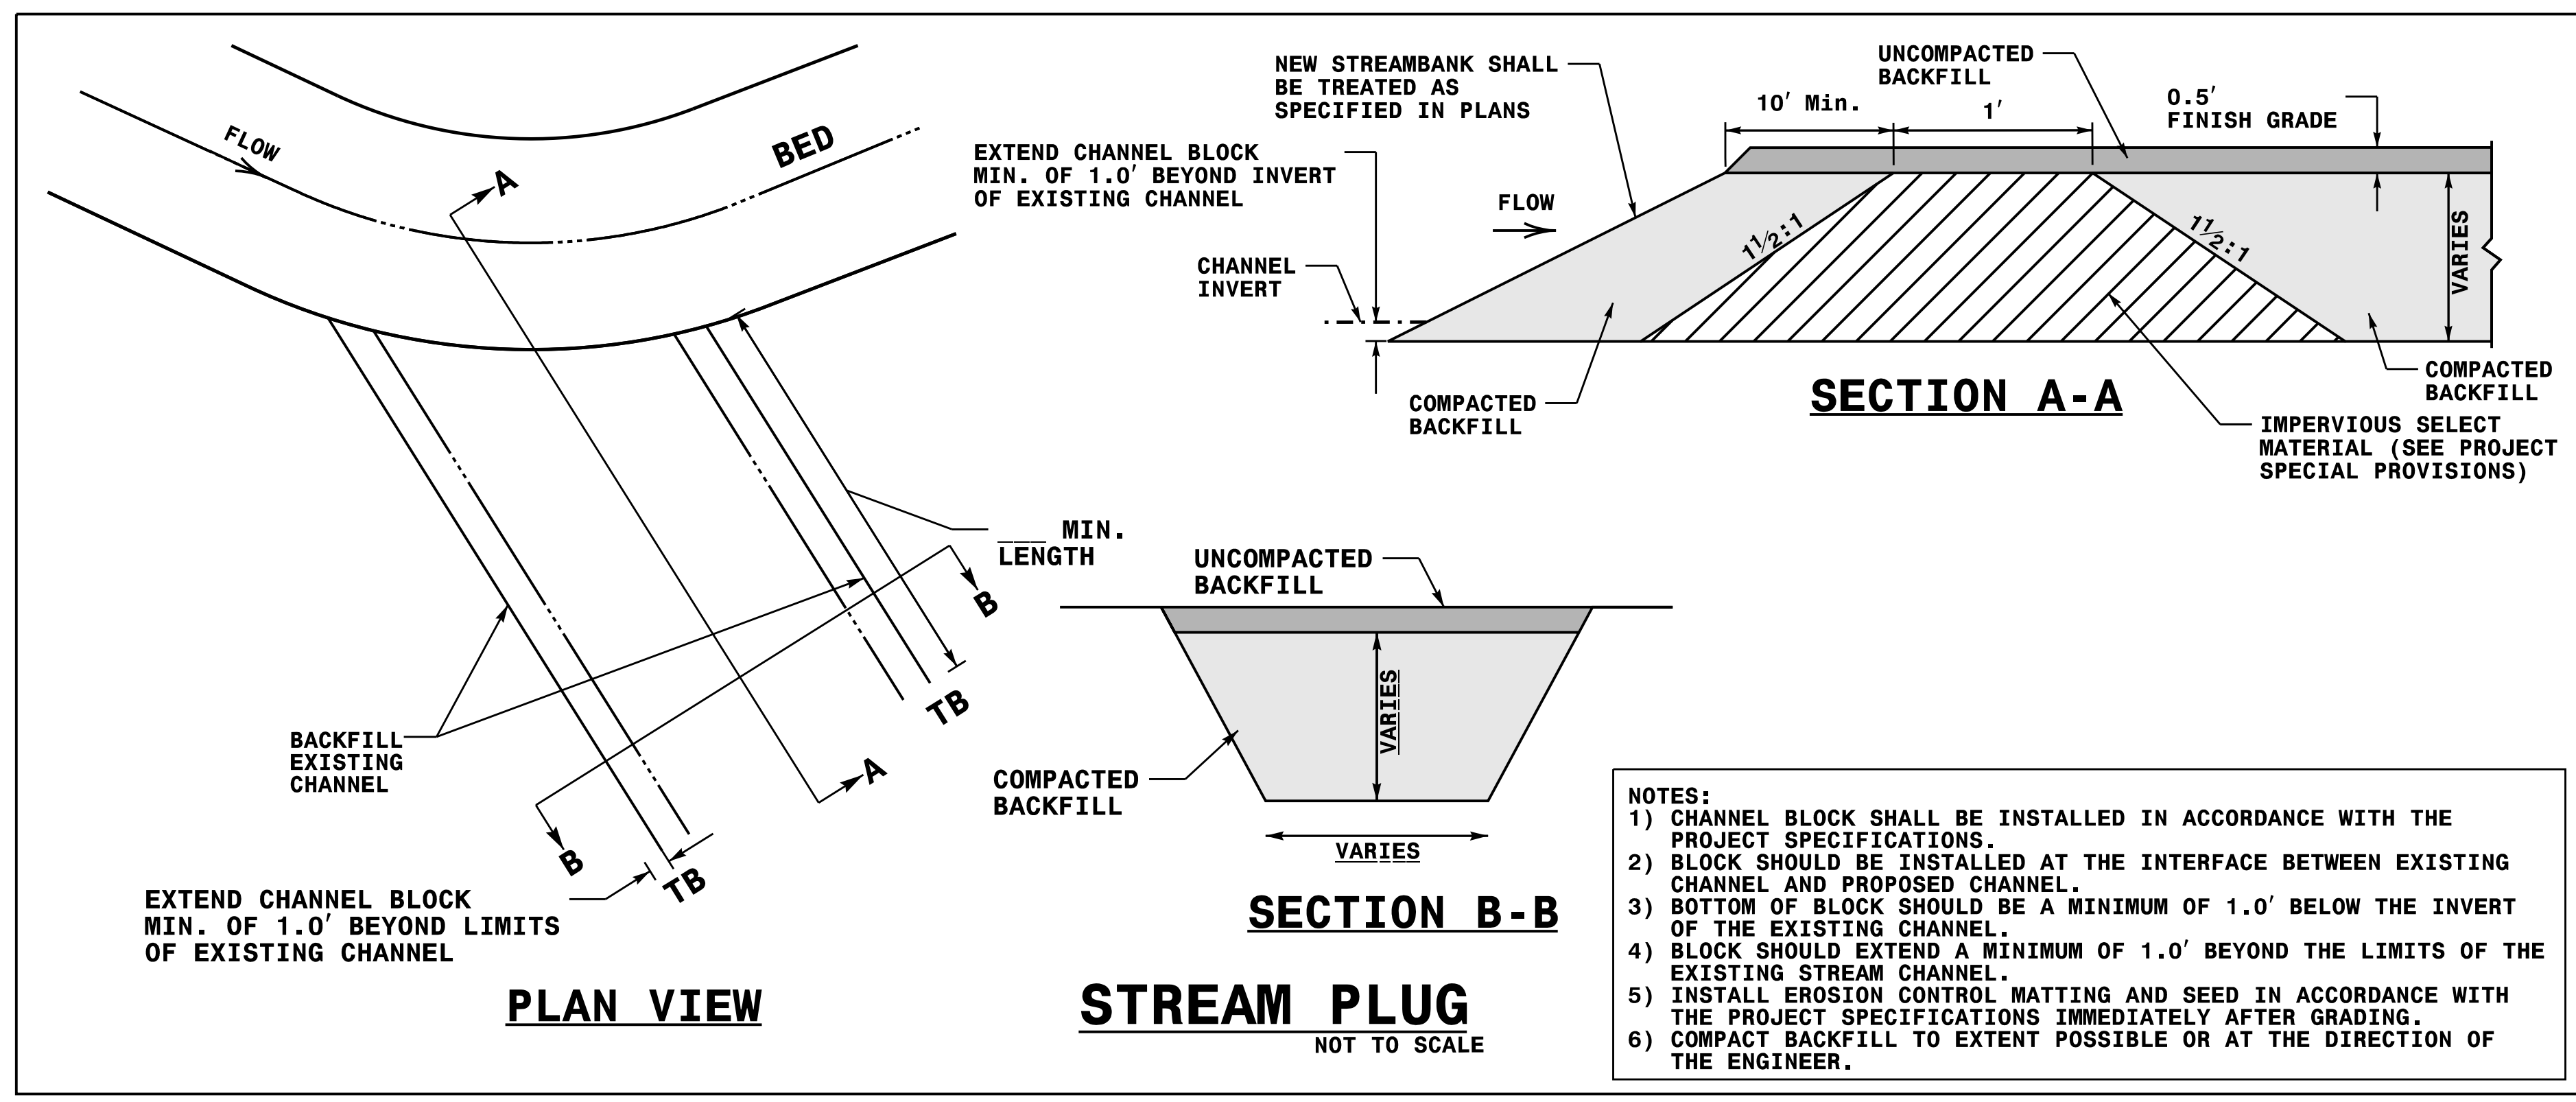 FLOW
BED
A
A
B
B
TB
TB
___ MIN.
LENGTH
BACKFILL
EXISTING
CHANNEL
EXTEND CHANNEL BLOCK
MIN. OF 1.0' BEYOND LIMITS
OF EXISTING CHANNEL
PLAN VIEW
NEW STREAMBANK SHALL
BE TREATED AS
SPECIFIED IN PLANS
UNCOMPACTED
BACKFILL
10' Min.
1'
0.5'
FINISH GRADE
EXTEND CHANNEL BLOCK
MIN. OF 1.0' BEYOND INVERT
OF EXISTING CHANNEL
FLOW
CHANNEL
INVERT
1 1/2:1
1 1/2:1
VARIES
COMPACTED
BACKFILL
COMPACTED
BACKFILL
IMPERVIOUS SELECT
MATERIAL (SEE PROJECT
SPECIAL PROVISIONS)
SECTION A-A
UNCOMPACTED
BACKFILL
VARIES
COMPACTED
BACKFILL
VARIES
SECTION B-B
STREAM PLUG
NOT TO SCALE
NOTES:
1) CHANNEL BLOCK SHALL BE INSTALLED IN ACCORDANCE WITH THE
PROJECT SPECIFICATIONS.
2) BLOCK SHOULD BE INSTALLED AT THE INTERFACE BETWEEN EXISTING
CHANNEL AND PROPOSED CHANNEL.
3) BOTTOM OF BLOCK SHOULD BE A MINIMUM OF 1.0' BELOW THE INVERT
OF THE EXISTING CHANNEL.
4) BLOCK SHOULD EXTEND A MINIMUM OF 1.0' BEYOND THE LIMITS OF THE
EXISTING STREAM CHANNEL.
5) INSTALL EROSION CONTROL MATTING AND SEED IN ACCORDANCE WITH
THE PROJECT SPECIFICATIONS IMMEDIATELY AFTER GRADING.
6) COMPACT BACKFILL TO EXTENT POSSIBLE OR AT THE DIRECTION OF
THE ENGINEER.